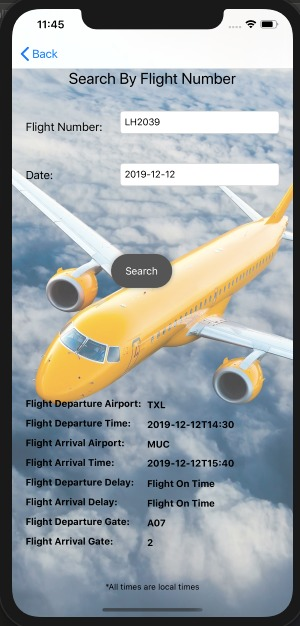 11:45
Back
Search By Flight Number
Flight Number: LH2039
Date: 2019-12-12
Search
Flight Departure Airport: TXL
Flight Departure Time: 2019-12-12T14:30
Flight Arrival Airport: MUC
Flight Arrival Time: 2019-12-12T15:40
Flight Departure Delay: Flight On Time
Flight Arrival Delay: Flight On Time
Flight Departure Gate: A07
Flight Arrival Gate: 2
*All times are local times